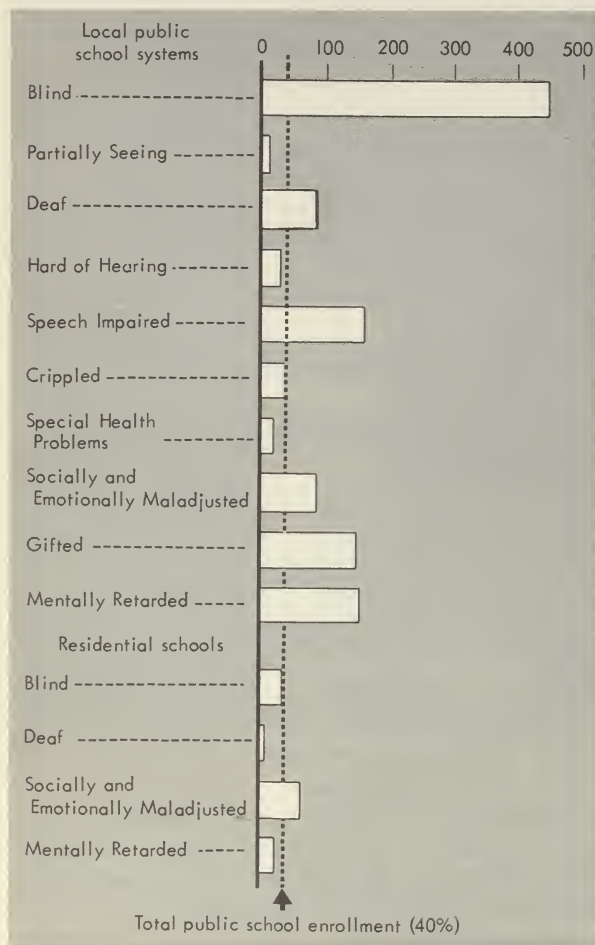 Local public
school systems
0 100 200 300 400 500
Blind
Partially Seeing
Deaf
Hard of Hearing
Speech Impaired
Crippled
Special Health
Problems
Socially and
Emotionally Maladjusted
Gifted
Mentally Retarded
Residential schools
Blind
Deaf
Socially and
Emotionally Maladjusted
Mentally Retarded
Total public school enrollment (40%)